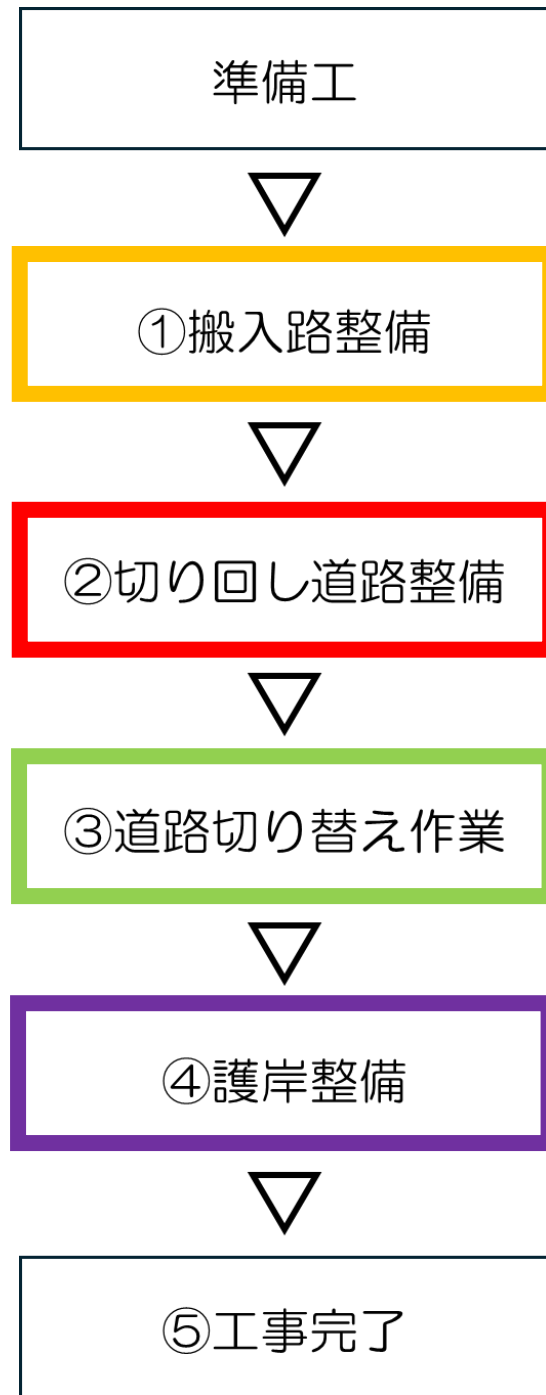 準備工
①搬入路整備
②切り回し道路整備
③道路切り替え作業
④護岸整備
⑤工事完了